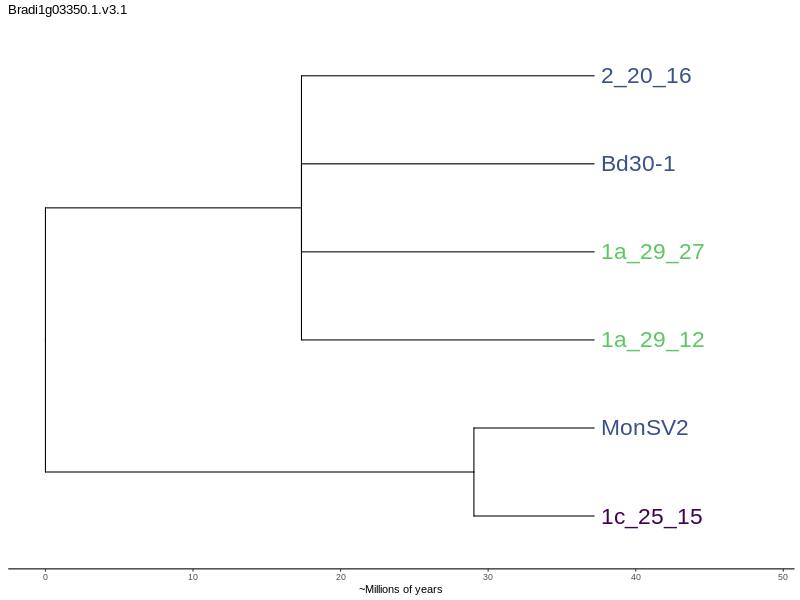 Bradi1g03350.1.v3.1
2_20_16
Bd30-1
1a_29_27
1a_29_12
MonSV2
1c_25_15
0 10 20 30 40 50
~Millions of years